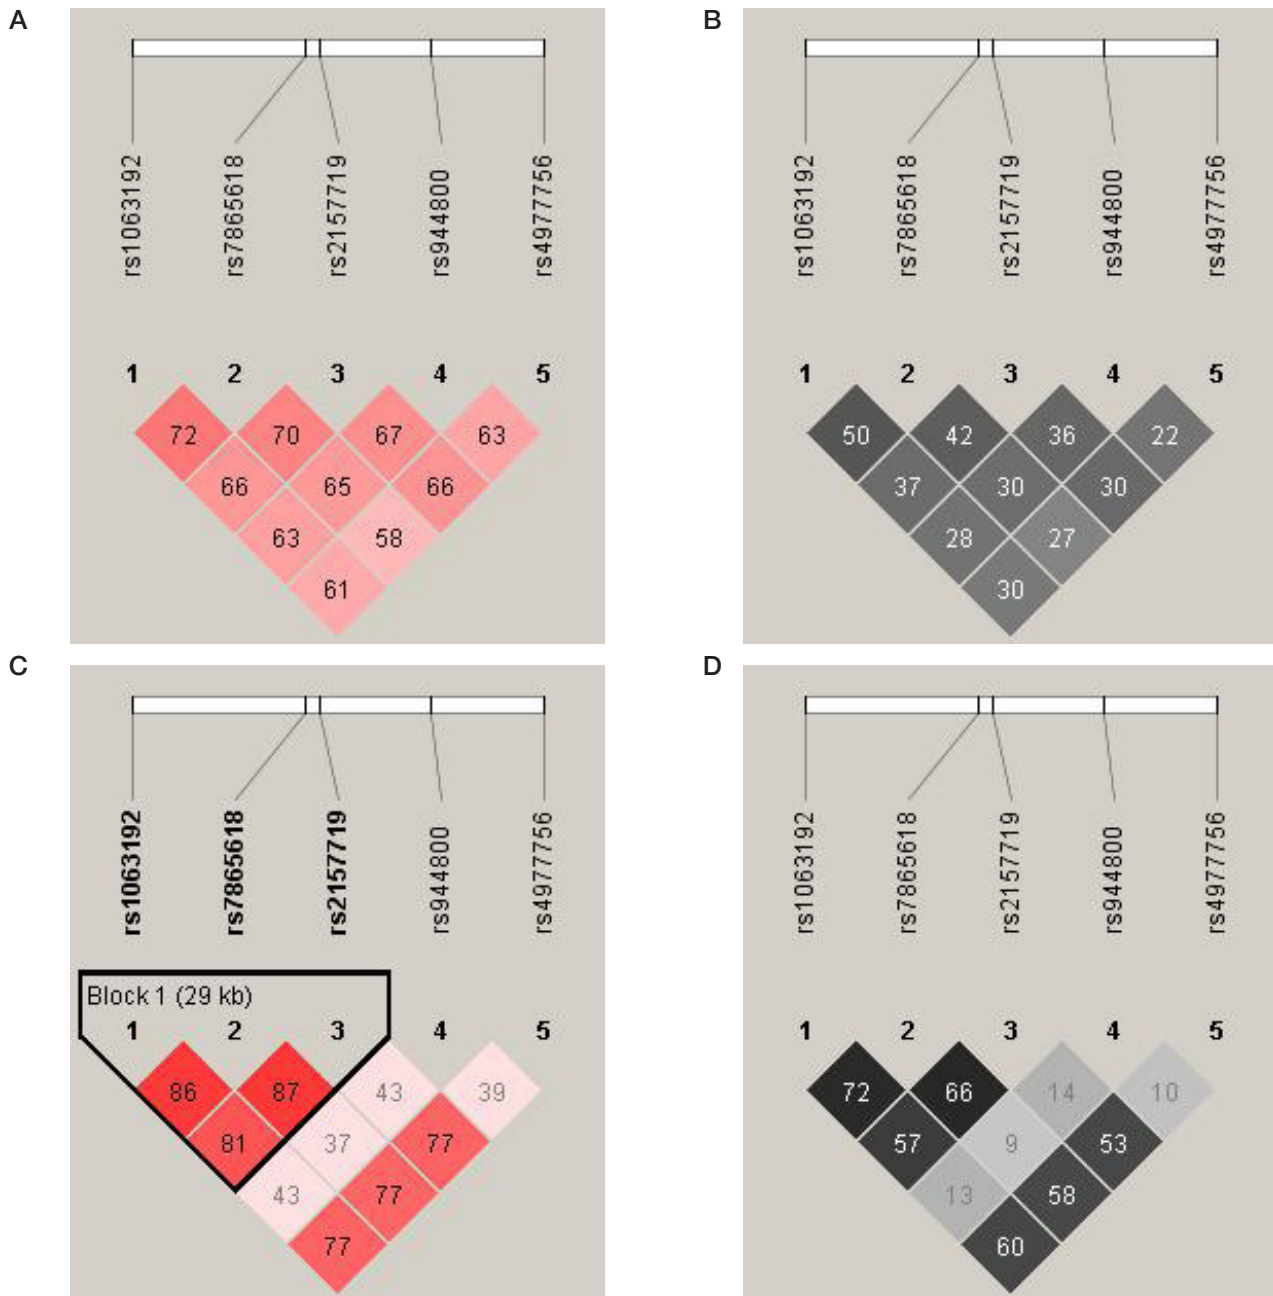 A
rs1063192 rs7865618 rs2157719 rs944800 rs4977756
1 2 3 4 5
72 70 67 63
66 65 66
63 58
61
B
rs1063192 rs7865618 rs2157719 rs944800 rs4977756
1 2 3 4 5
50 42 36 22
37 30 30
28 27
30
C
rs1063192 rs7865618 rs2157719 rs944800 rs4977756
Block 1 (29 kb)
1 2 3 4 5
86 87 43 39
81 37 77
43 77
77
D
rs1063192 rs7865618 rs2157719 rs944800 rs4977756
1 2 3 4 5
72 66 14 10
57 9 53
13 58
60